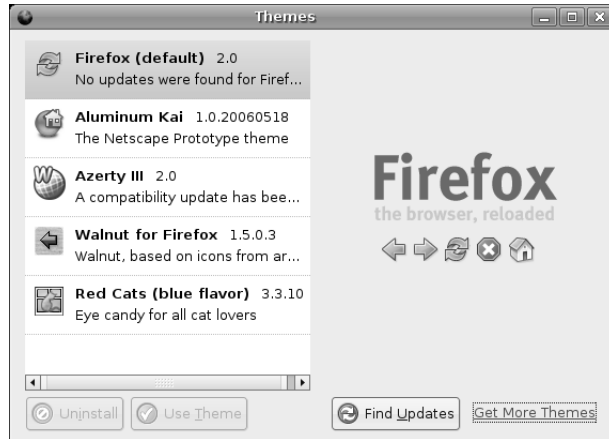 Themes
Firefox (default) 2.0
No updates were found for Firef...
Aluminum Kai 1.0.20060518
The Netscape Prototype theme
Azerty III 2.0
A compatibility update has bee...
Walnut for Firefox 1.5.0.3
Walnut, based on icons from ar...
Red Cats (blue flavor) 3.3.10
Eye candy for all cat lovers
Firefox
the browser, reloaded
Uninstall
Use Theme
Find Updates
Get More Themes